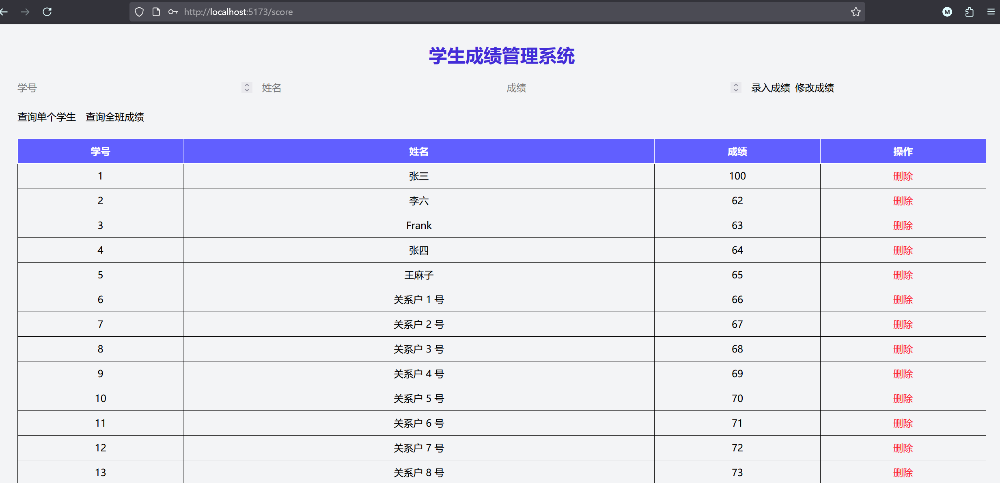 http://localhost:5173/score
M
学生成绩管理系统
学号 姓名 成绩 录入成绩 修改成绩
查询单个学生 查询全班成绩
学号 姓名 成绩 操作
1 张三 100 删除
2 李六 62 删除
3 Frank 63 删除
4 张四 64 删除
5 王麻子 65 删除
6 关系户 1 号 66 删除
7 关系户 2 号 67 删除
8 关系户 3 号 68 删除
9 关系户 4 号 69 删除
10 关系户 5 号 70 删除
11 关系户 6 号 71 删除
12 关系户 7 号 72 删除
13 关系户 8 号 73 删除